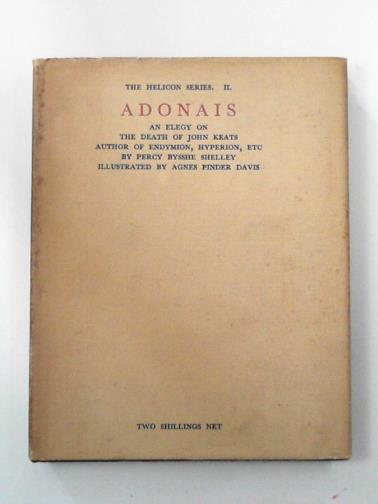 THE HELICON SERIES. II.
ADONAIS
AN ELEGY ON
THE DEATH OF JOHN KEATS
AUTHOR OF ENDYMION, HYPERION, ETC
BY PERCY BYSSHE SHELLEY
ILLUSTRATED BY AGNES PINDER DAVIS
TWO SHILLINGS NET